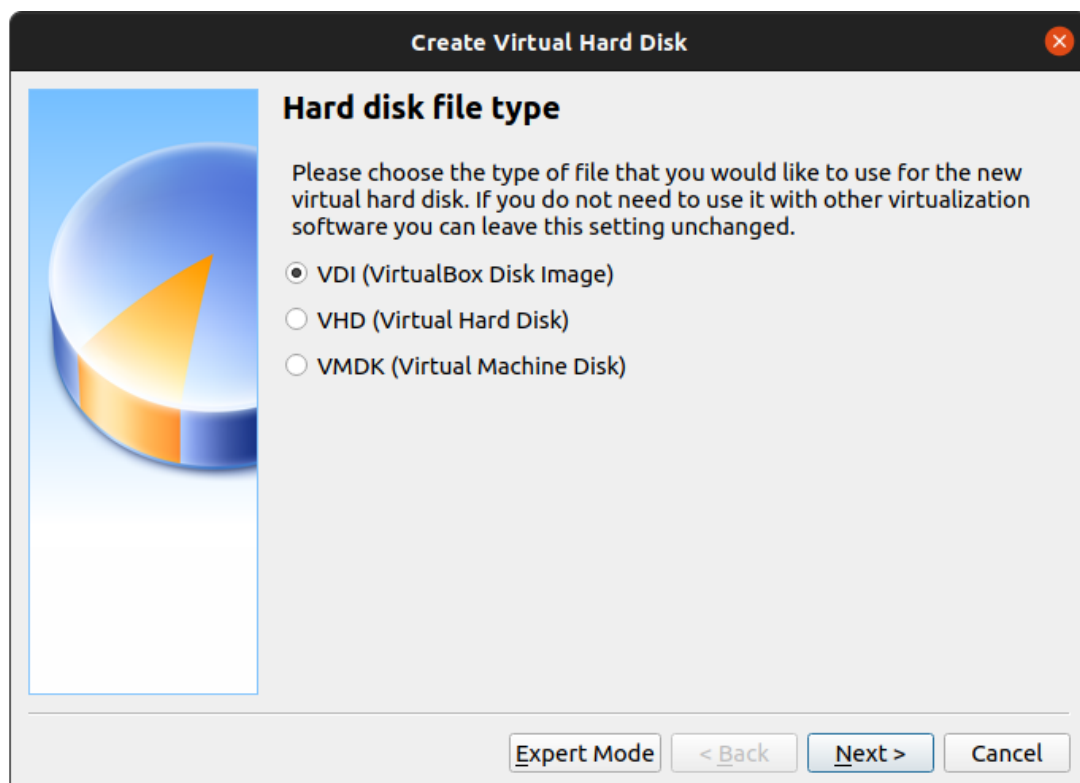 Create Virtual Hard Disk
Hard disk file type
Please choose the type of file that you would like to use for the new
virtual hard disk. If you do not need to use it with other virtualization
software you can leave this setting unchanged.
VDI (VirtualBox Disk Image)
VHD (Virtual Hard Disk)
VMDK (Virtual Machine Disk)
Expert Mode < Back Next > Cancel